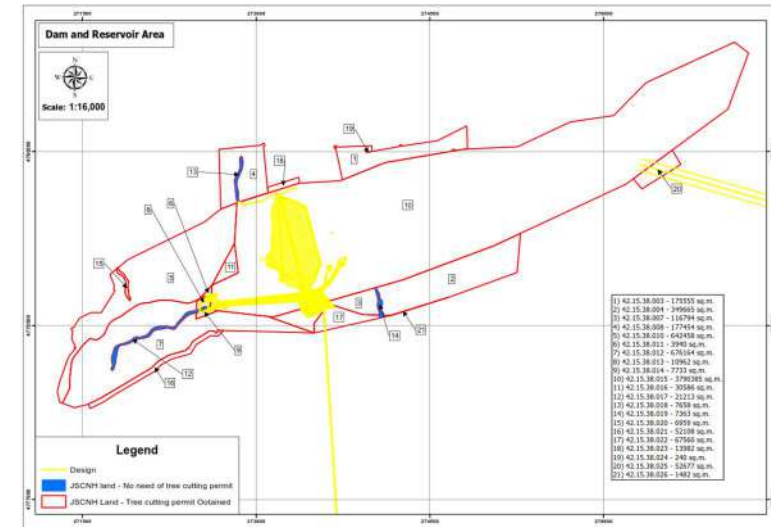 Dam and Reservoir Area
N
W E
S
Scale: 1:16,000
19
1
13
4
18
10
20
8
6
11
15
5
2
3
17
14
21
9
7
12
16
1) 42.15.38.003 - 175555 sq.m.
2) 42.15.38.004 - 349665 sq.m.
3) 42.15.38.007 - 116794 sq.m.
4) 42.15.38.008 - 177454 sq.m.
5) 42.15.38.010 - 642458 sq.m.
6) 42.15.38.011 - 3940 sq.m.
7) 42.15.38.012 - 676164 sq.m.
8) 42.15.38.013 - 10962 sq.m.
9) 42.15.38.014 - 7733 sq.m.
10) 42.15.38.015 - 3790385 sq.m.
11) 42.15.38.016 - 30586 sq.m.
12) 42.15.38.017 - 21213 sq.m.
13) 42.15.38.018 - 7658 sq.m.
14) 42.15.38.019 - 7363 sq.m.
15) 42.15.38.020 - 6959 sq.m.
16) 42.15.38.021 - 52108 sq.m.
17) 42.15.38.022 - 67560 sq.m.
18) 42.15.38.023 - 13982 sq.m.
19) 42.15.38.024 - 240 sq.m.
20) 42.15.38.025 - 52677 sq.m.
21) 42.15.38.026 - 1482 sq.m.
Legend
Design
JSCNH land - No need of tree cutting permit
JSCNH Land - Tree cutting permit Ootained